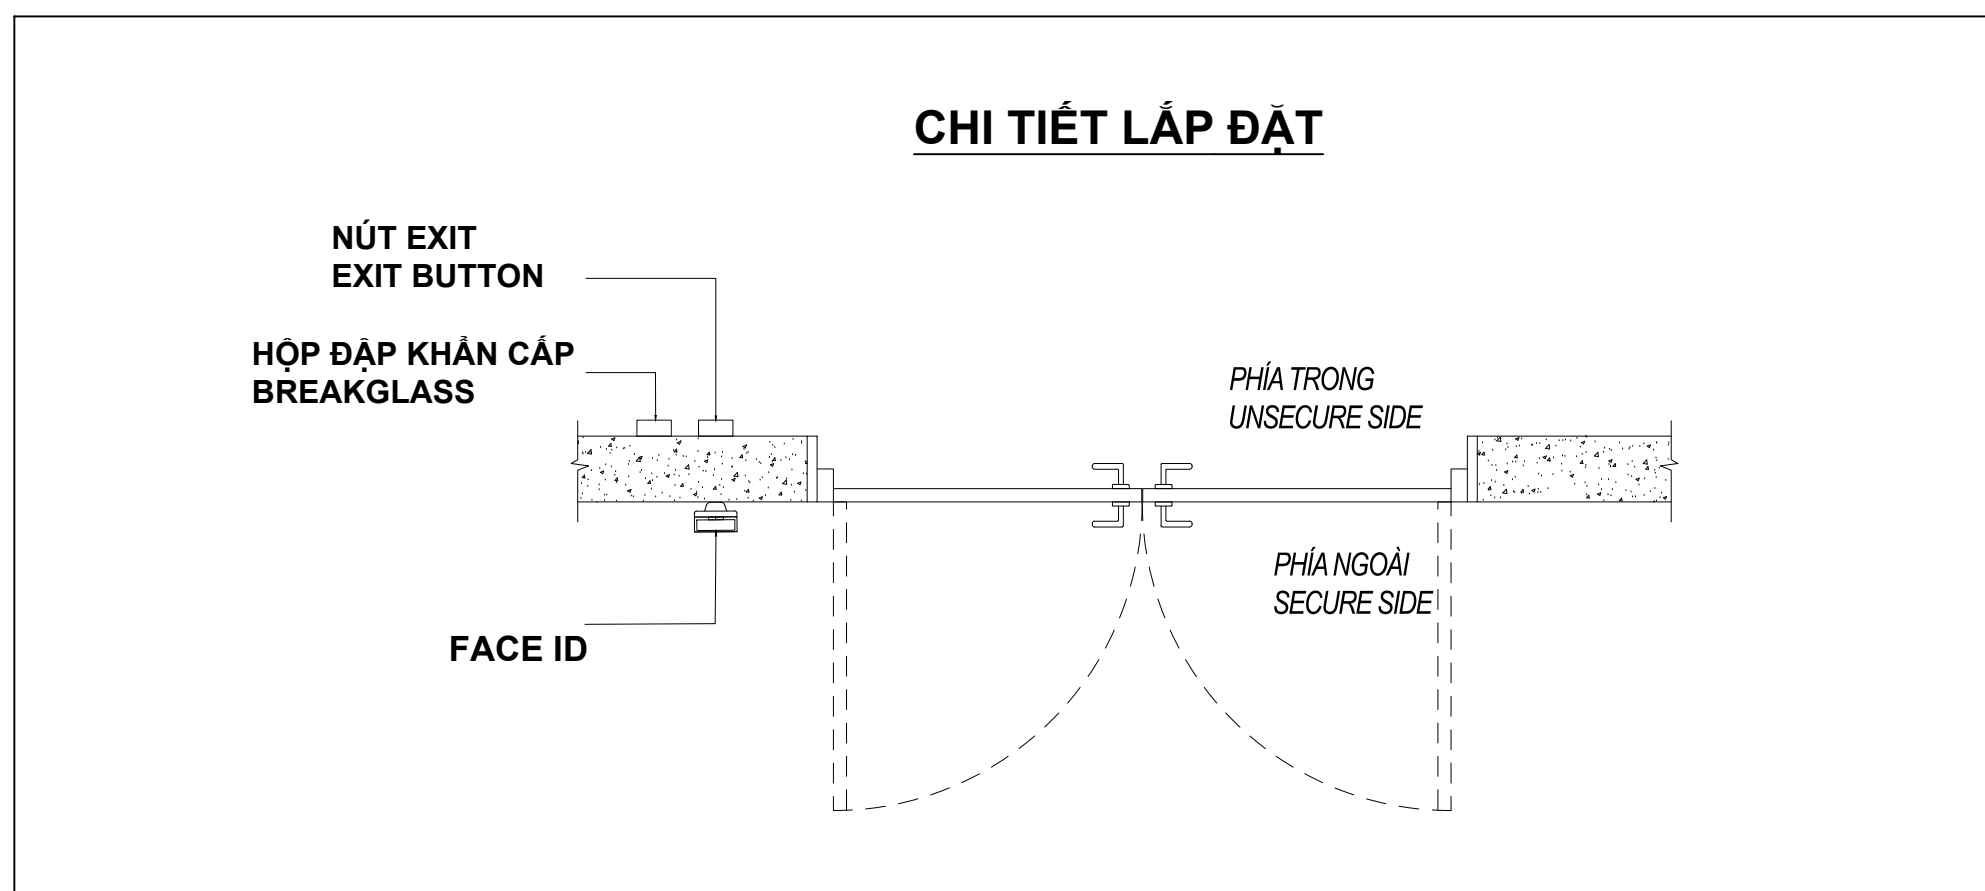 CHI TIẾT LẮP ĐẶT
NÚT EXIT
EXIT BUTTON
HỘP ĐẬP KHẨN CẤP
BREAKGLASS
PHÍA TRONG
UNSECURE SIDE
PHÍA NGOÀI
SECURE SIDE
FACE ID